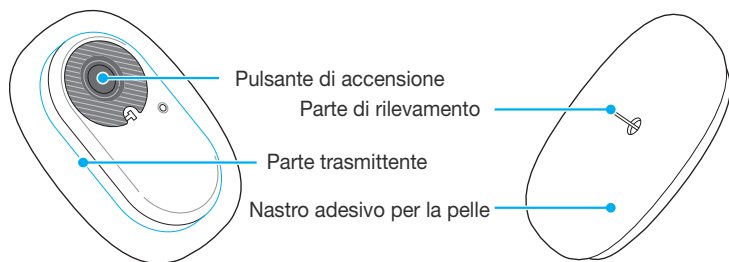 Pulsante di accensione
Parte di rilevamento
Parte trasmittente
Nastro adesivo per la pelle